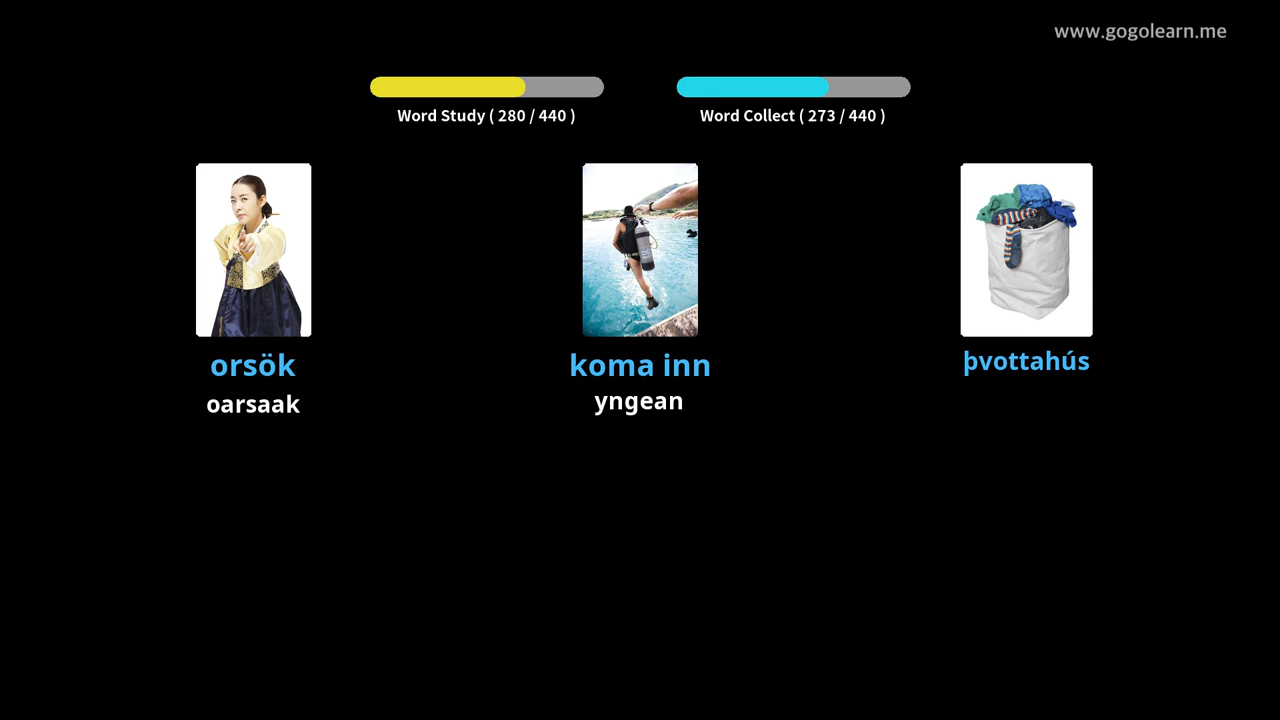 www.gogolearn.me
Word Study ( 280 / 440 )
Word Collect ( 273 / 440 )
orsök
oarsaak
koma inn
yngean
þvottahús